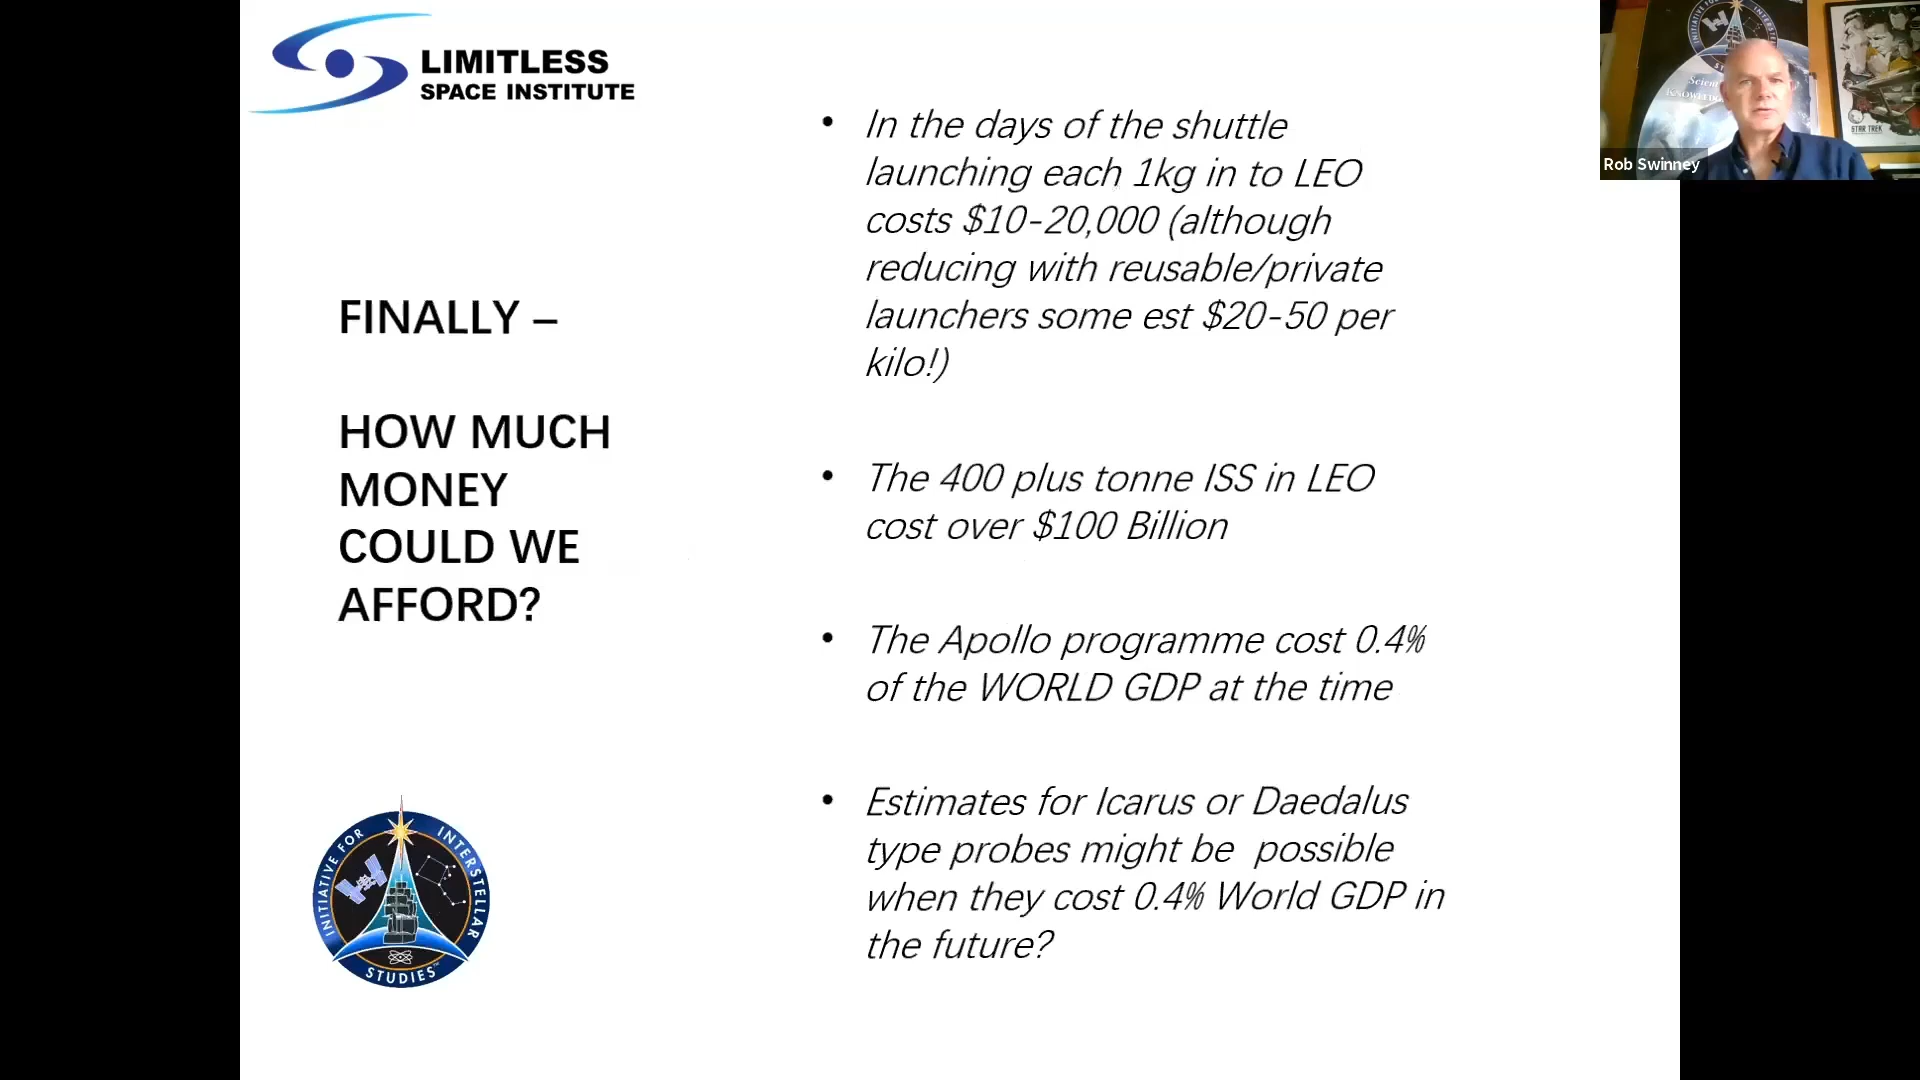 LIMITLESS
SPACE INSTITUTE
FINALLY –
HOW MUCH
MONEY
COULD WE
AFFORD?
• In the days of the shuttle
launching each 1kg in to LEO
costs $10-20,000 (although
reducing with reusable/private
launchers some est $20-50 per
kilo!)
• The 400 plus tonne ISS in LEO
cost over $100 Billion
• The Apollo programme cost 0.4%
of the WORLD GDP at the time
• Estimates for Icarus or Daedalus
type probes might be  possible
when they cost 0.4% World GDP in
the future?
INITIATIVE FOR INTERSTELLAR
STUDIES™
STAR TREK
Rob Swinney